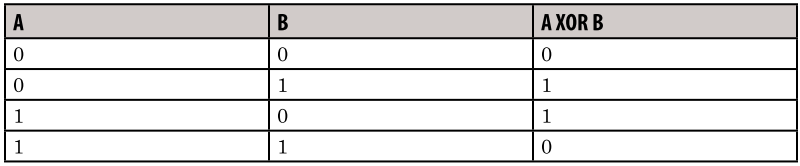 A B A XOR B
0 0 0
0 1 1
1 0 1
1 1 0